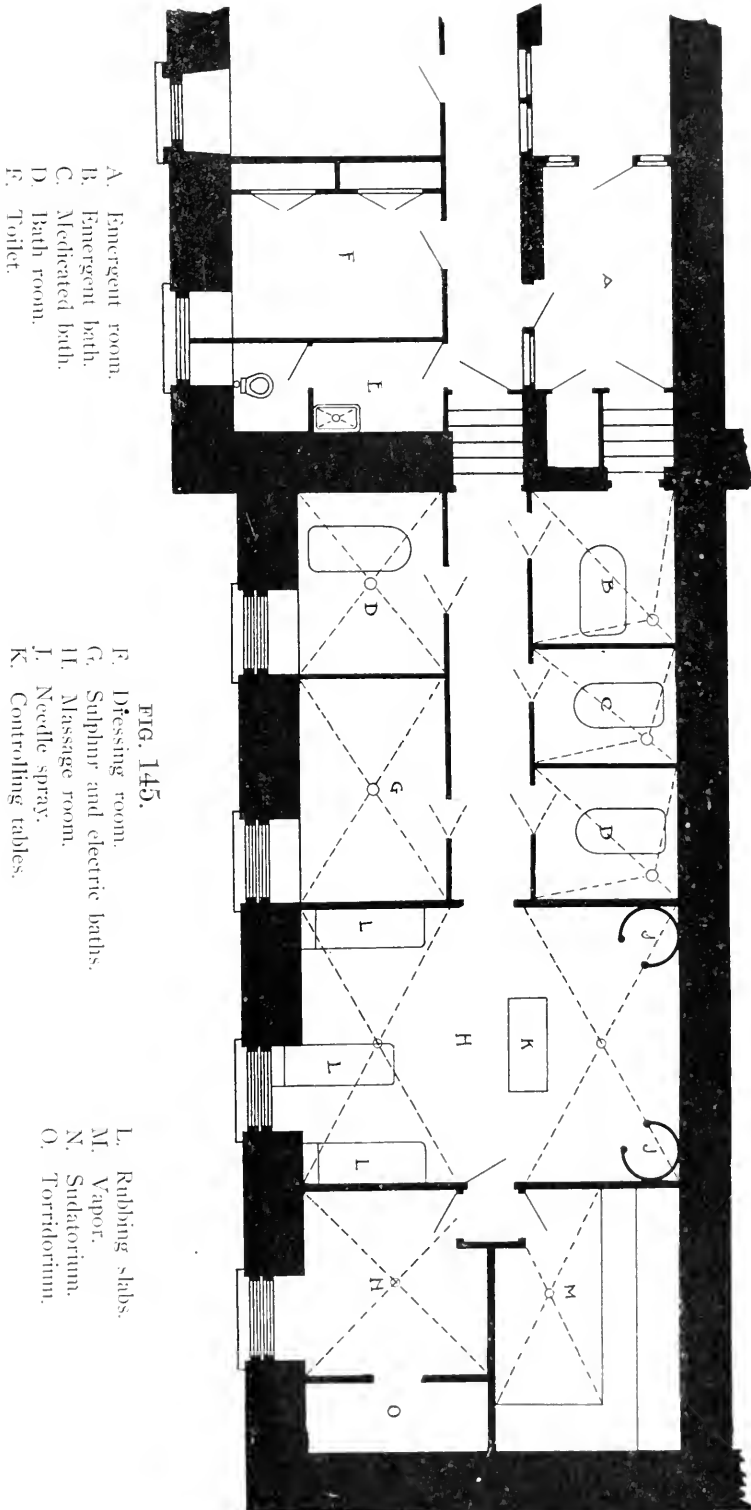 A
B
C
D
J
J
M
K
H
F
E
D
G
L
L
L
N
O
FIG. 145.
A. Emergent room.
B. Emergent bath.
C. Medicated bath.
D. Bath room.
E. Toilet.
F. Dressing room.
G. Sulphur and electric baths.
H. Massage room.
J. Needle spray.
K. Controlling tables.
L. Rubbing slabs.
M. Vapor.
N. Sudatorium.
O. Torridorium.